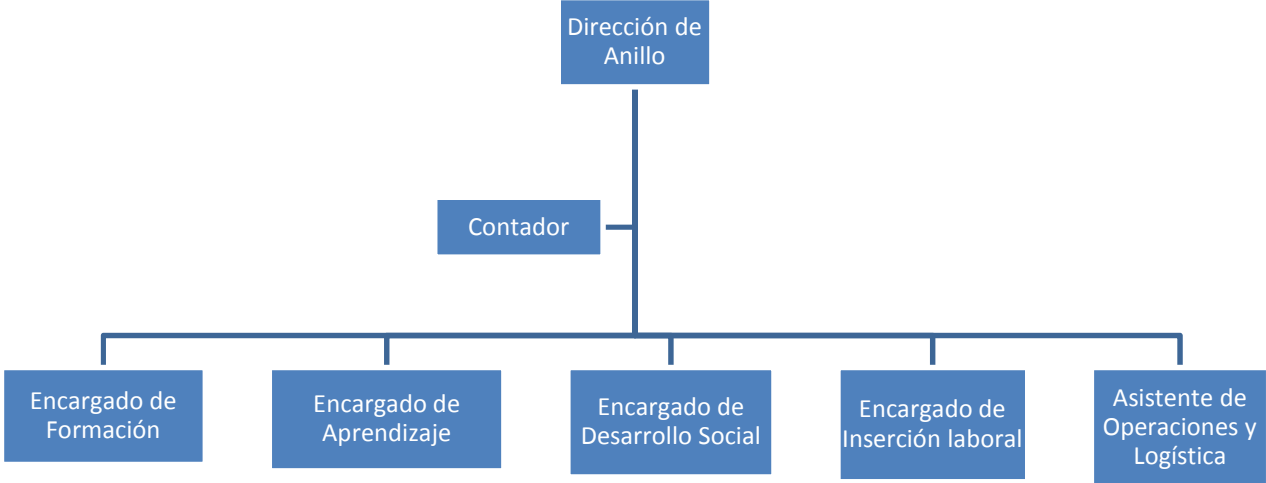 Dirección de
Anillo
Contador
Encargado de
Formación
Encargado de
Aprendizaje
Encargado de
Desarrollo Social
Encargado de
Inserción laboral
Asistente de
Operaciones y
Logística